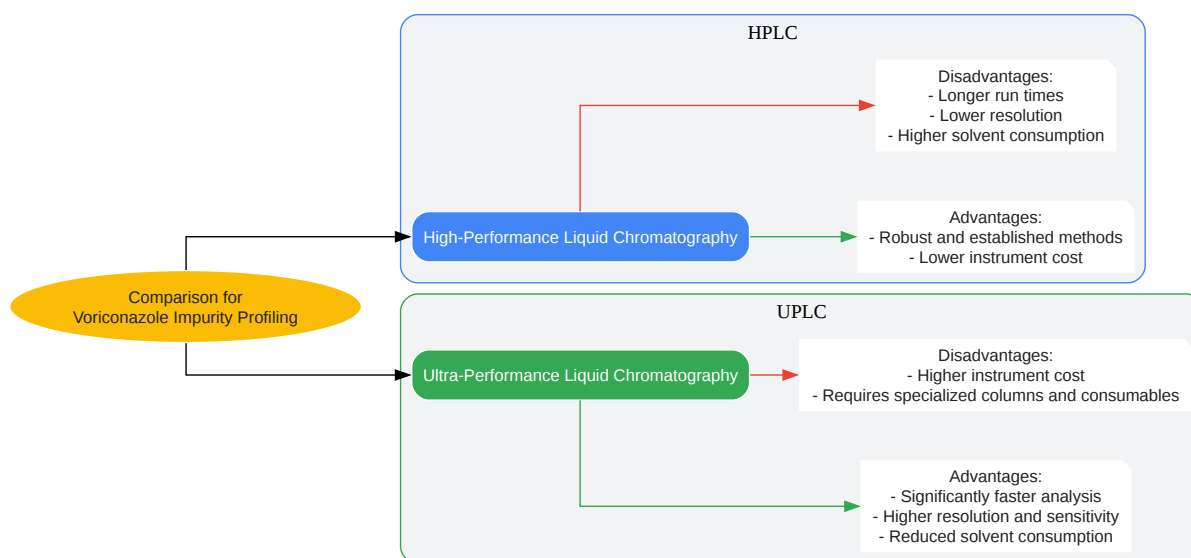 HPLC
Disadvantages:
- Longer run times
- Lower resolution
- Higher solvent consumption
High-Performance Liquid Chromatography
Advantages:
- Robust and established methods
- Lower instrument cost
Comparison for
Voriconazole Impurity Profiling
UPLC
Ultra-Performance Liquid Chromatography
Disadvantages:
- Higher instrument cost
- Requires specialized columns and consumables
Advantages:
- Significantly faster analysis
- Higher resolution and sensitivity
- Reduced solvent consumption